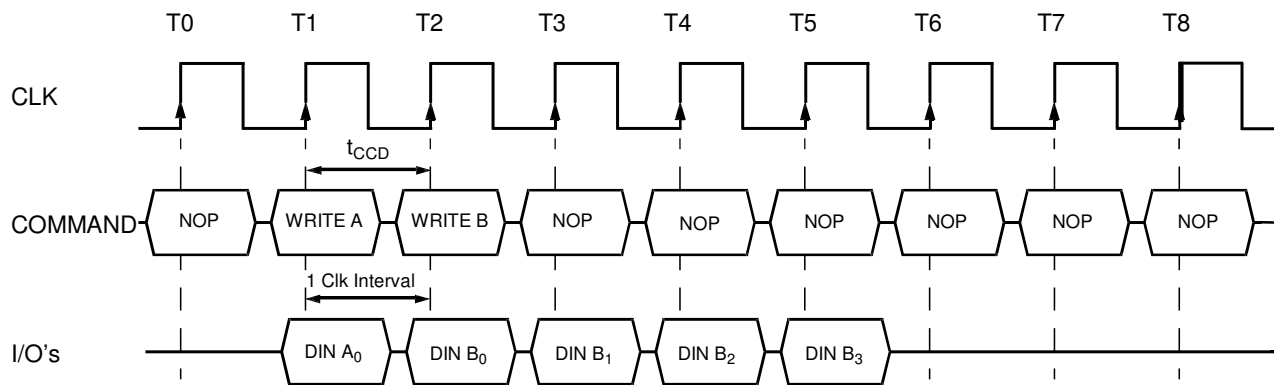 T0 T1 T2 T3 T4 T5 T6 T7 T8
CLK
tCCD
COMMAND NOP WRITE A WRITE B NOP NOP NOP NOP NOP NOP
1 Clk Interval
I/O's DIN A0 DIN B0 DIN B1 DIN B2 DIN B3